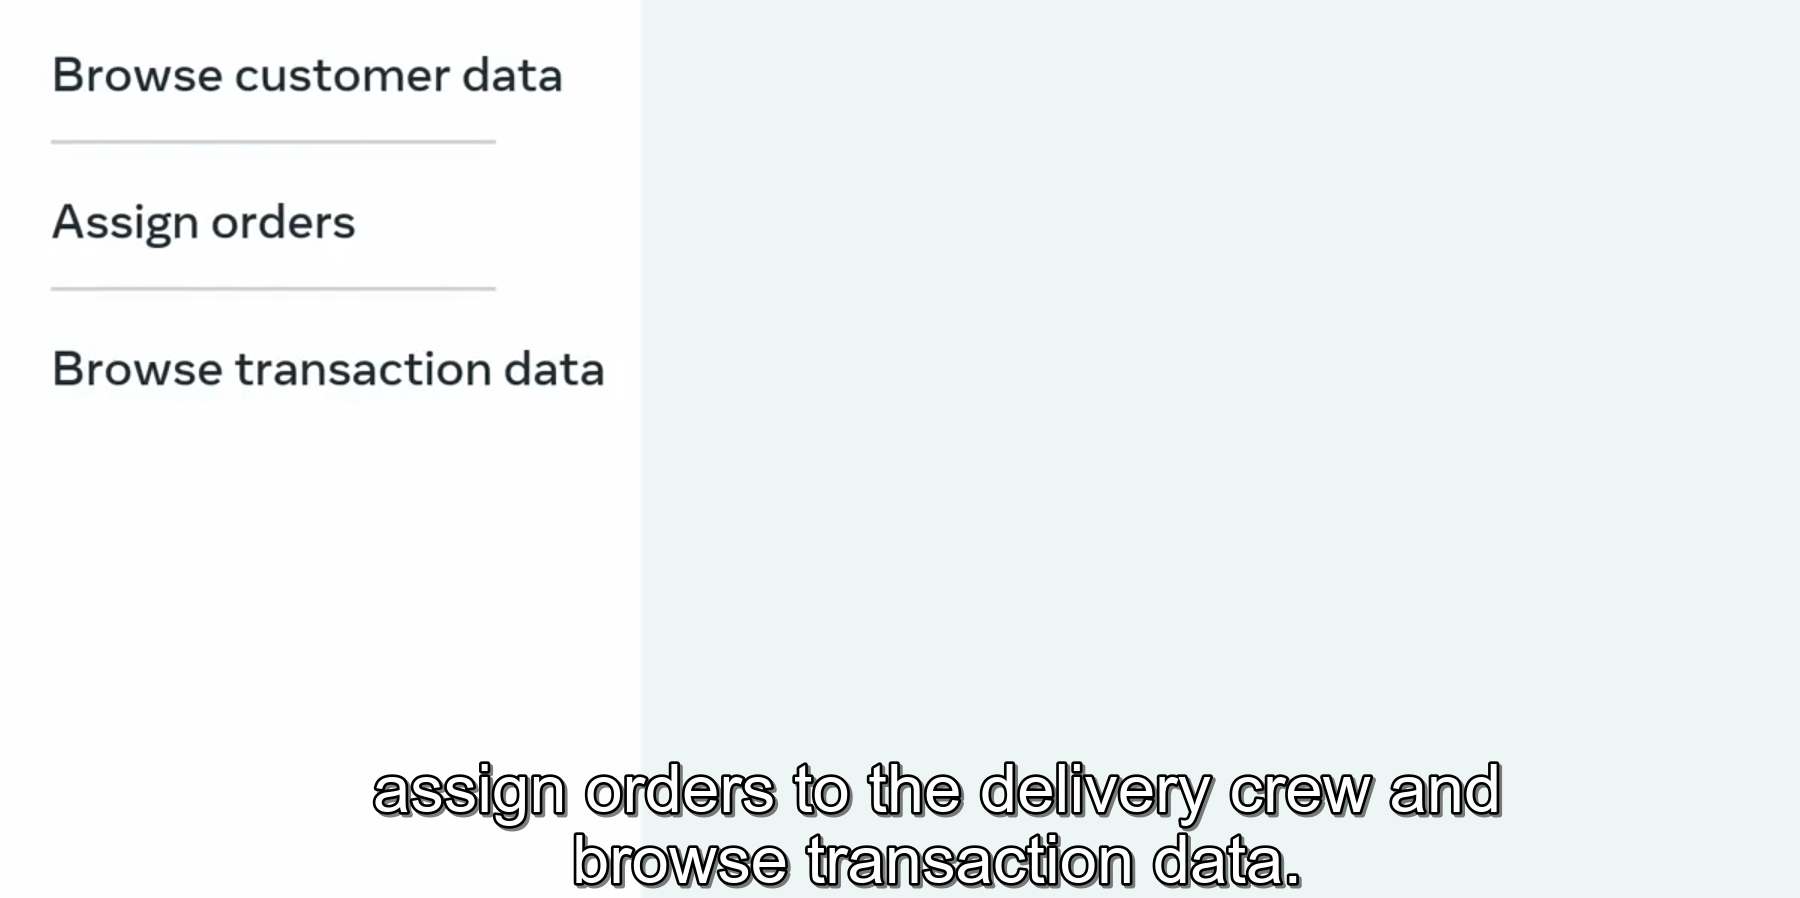 Browse customer data
Assign orders
Browse transaction data
assign orders to the delivery crew and
browse transaction data.